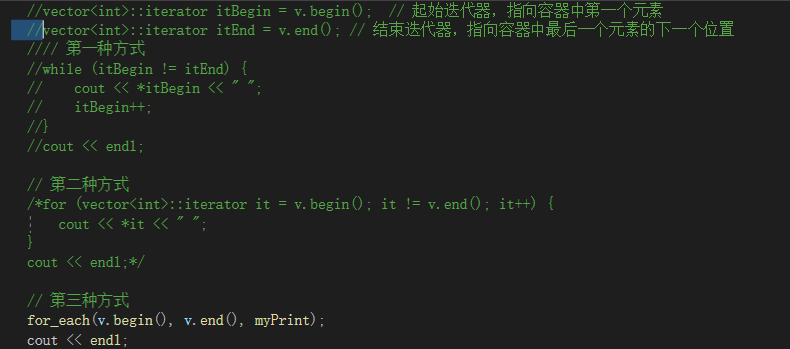 //vector<int>::iterator itBegin = v.begin();  // 起始迭代器，指向容器中第一个元素
//vector<int>::iterator itEnd = v.end(); // 结束迭代器，指向容器中最后一个元素的下一个位置
//// 第一种方式
//while (itBegin != itEnd) {
//    cout << *itBegin << " ";
//    itBegin++;
//}
//cout << endl;
// 第二种方式
/*for (vector<int>::iterator it = v.begin(); it != v.end(); it++) {
    cout << *it << " ";
}
cout << endl;*/
// 第三种方式
for_each(v.begin(), v.end(), myPrint);
cout << endl;